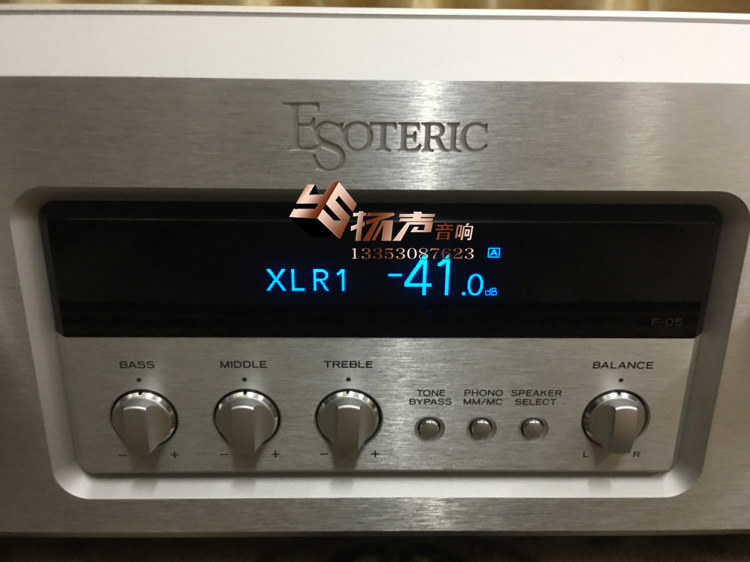 ESOTERIC
扬声音响
13353087623
A
XLR1 -41.0dB
F-05
BASS MIDDLE TREBLE BALANCE
TONE BYPASS
PHONO MM/MC
SPEAKER SELECT
- + - + - + L R